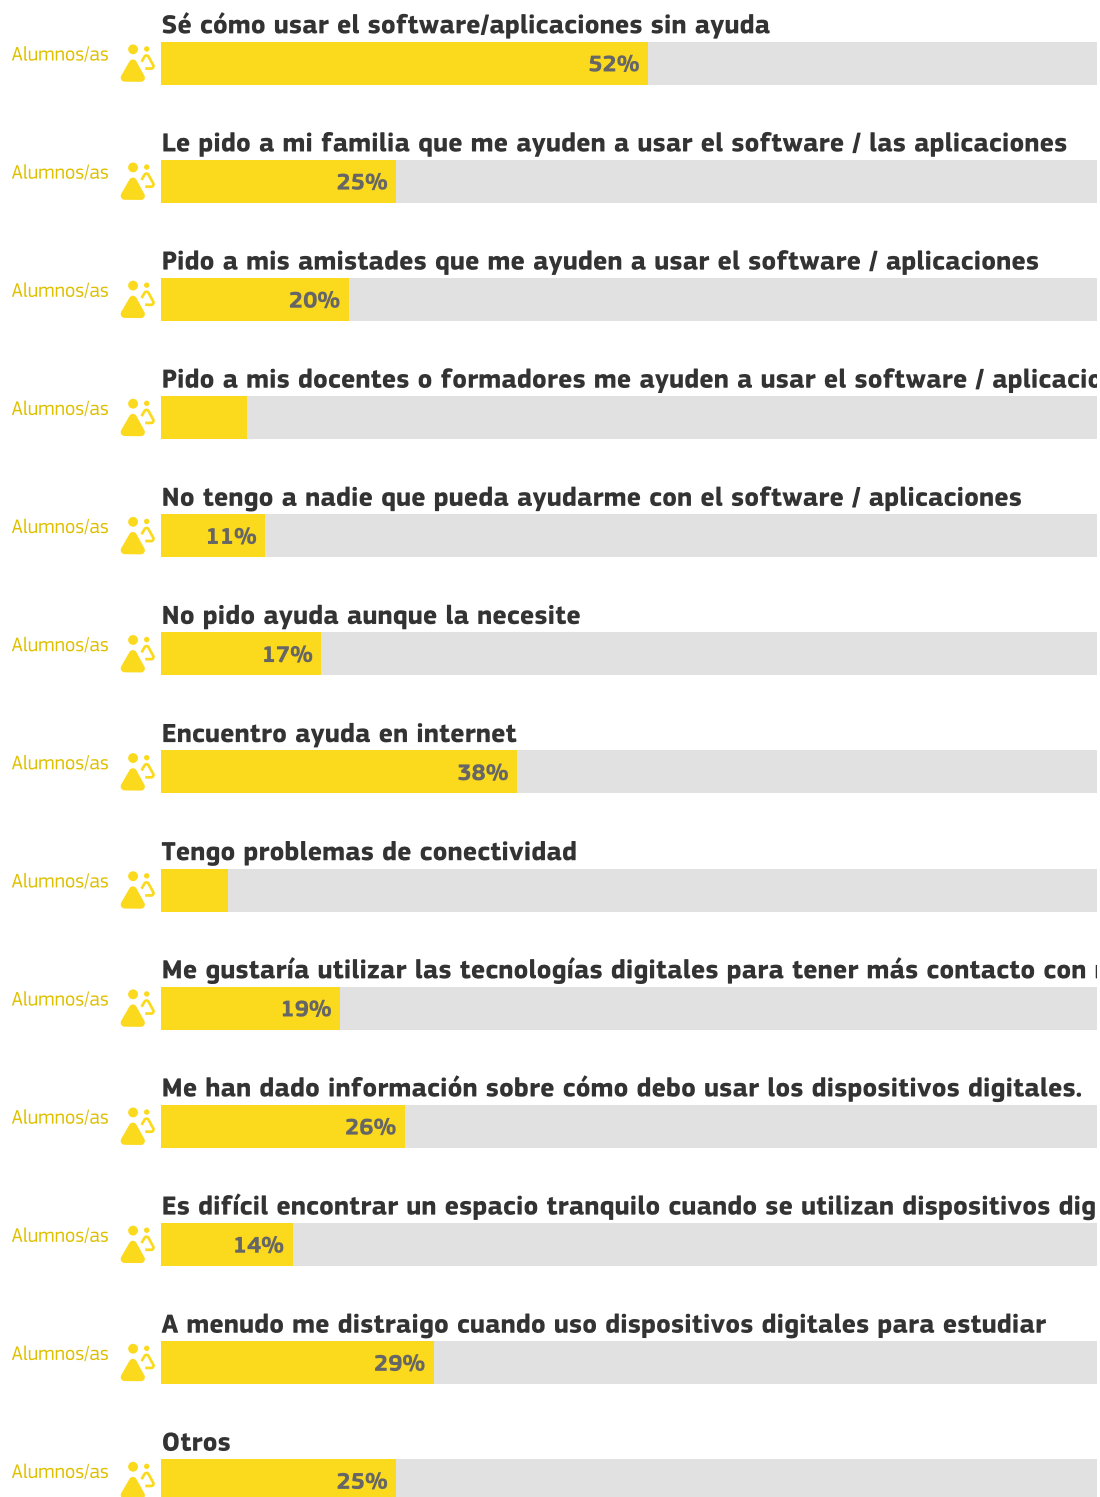 Sé cómo usar el software/aplicaciones sin ayuda
Alumnos/as
52%
Le pido a mi familia que me ayuden a usar el software / las aplicaciones
Alumnos/as
25%
Pido a mis amistades que me ayuden a usar el software / aplicaciones
Alumnos/as
20%
Pido a mis docentes o formadores me ayuden a usar el software /
Alumnos/as
No tengo a nadie que pueda ayudarme con el software / aplicaciones
Alumnos/as
11%
No pido ayuda aunque la necesite
Alumnos/as
17%
Encuentro ayuda en internet
Alumnos/as
38%
Tengo problemas de conectividad
Alumnos/as
Me gustaría utilizar las tecnologías digitales para tener más contacto con
Alumnos/as
19%
Me han dado información sobre cómo debo usar los dispositivos digitales.
Alumnos/as
26%
Es difícil encontrar un espacio tranquilo cuando se utilizan dispositivos
Alumnos/as
14%
A menudo me distraigo cuando uso dispositivos digitales para estudiar
Alumnos/as
29%
Otros
Alumnos/as
25%